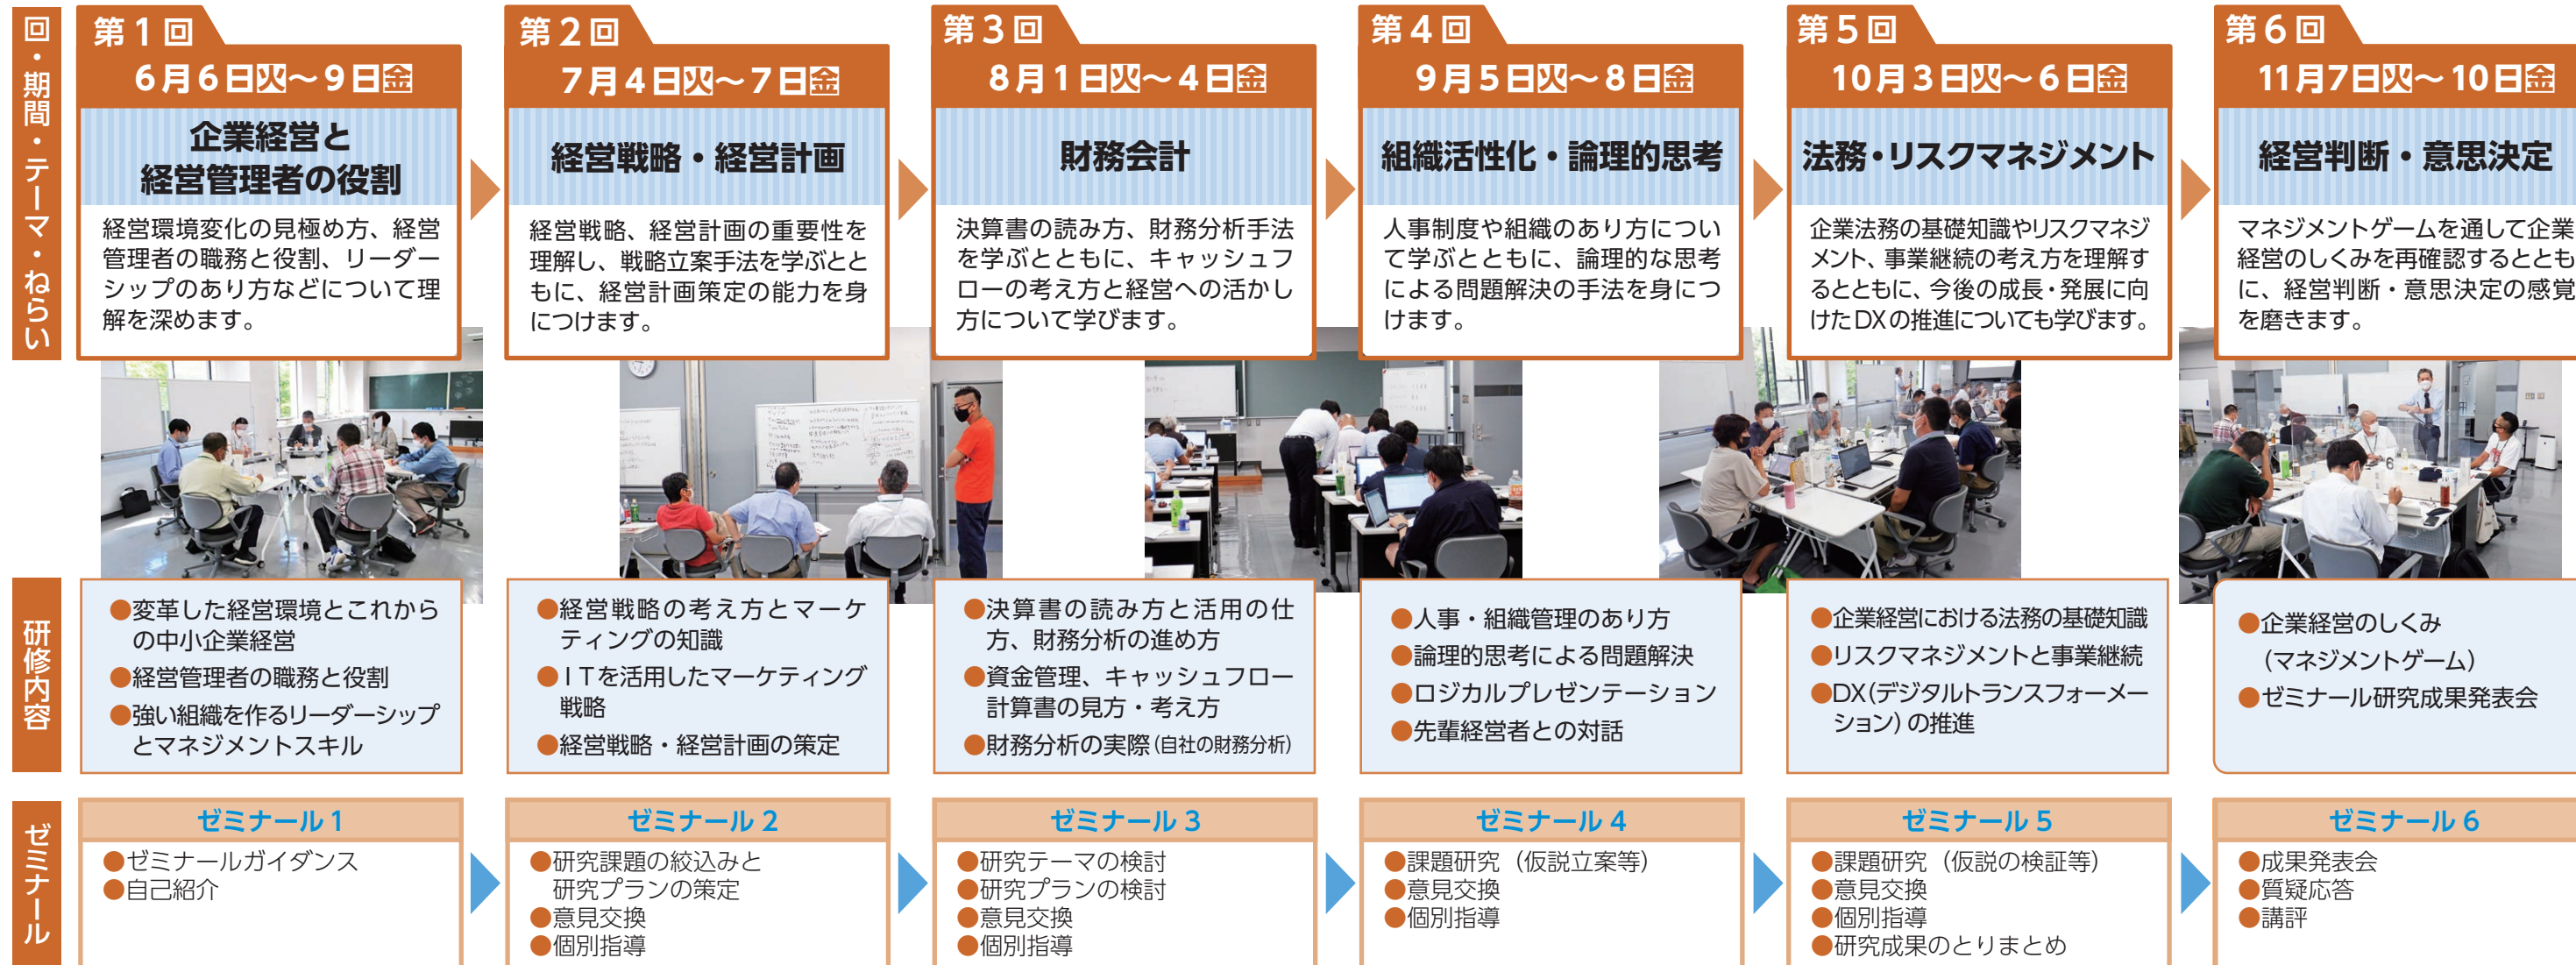 回・期間・テーマ・ねらい
第1回
6月6日火～9日金
企業経営と
経営管理者の役割
経営環境変化の見極め方、経営
管理者の職務と役割、リーダー
シップのあり方などについて理
解を深めます。
第2回
7月4日火～7日金
経営戦略・経営計画
経営戦略、経営計画の重要性を
理解し、戦略立案手法を学ぶとと
もに、経営計画策定の能力を身
につけます。
第3回
8月1日火～4日金
財務会計
決算書の読み方、財務分析手法
を学ぶとともに、キャッシュフ
ローの考え方と経営への活かし
方について学びます。
第4回
9月5日火～8日金
組織活性化・論理的思考
人事制度や組織のあり方につい
て学ぶとともに、論理的な思考
による問題解決の手法を身につ
けます。
第5回
10月3日火～6日金
法務・リスクマネジメント
企業法務の基礎知識やリスクマネジ
メント、事業継続の考え方を理解す
るとともに、今後の成長・発展に向
けたDXの推進についても学びます。
第6回
11月7日火～10日金
経営判断・意思決定
マネジメントゲームを通して企業
経営のしくみを再確認するととも
に、経営判断・意思決定の感覚
を磨きます。
研修内容
●変革した経営環境とこれから
の中小企業経営
●経営管理者の職務と役割
●強い組織を作るリーダーシップ
とマネジメントスキル
●経営戦略の考え方とマーケ
ティングの知識
●ITを活用したマーケティング
戦略
●経営戦略・経営計画の策定
●決算書の読み方と活用の仕
方、財務分析の進め方
●資金管理、キャッシュフロー
計算書の見方・考え方
●財務分析の実際(自社の財務分析)
●人事・組織管理のあり方
●論理的思考による問題解決
●ロジカルプレゼンテーション
●先輩経営者との対話
●企業経営における法務の基礎知識
●リスクマネジメントと事業継続
●DX(デジタルトランスフォーメー
ション)の推進
●企業経営のしくみ
(マネジメントゲーム)
●ゼミナール研究成果発表会
ゼミナール
ゼミナール1
●ゼミナールガイダンス
●自己紹介
ゼミナール2
●研究課題の絞込みと
研究プランの策定
●意見交換
●個別指導
ゼミナール3
●研究テーマの検討
●研究プランの検討
●意見交換
●個別指導
ゼミナール4
●課題研究（仮説立案等）
●意見交換
●個別指導
ゼミナール5
●課題研究（仮説の検証等）
●意見交換
●個別指導
●研究成果のとりまとめ
ゼミナール6
●成果発表会
●質疑応答
●講評